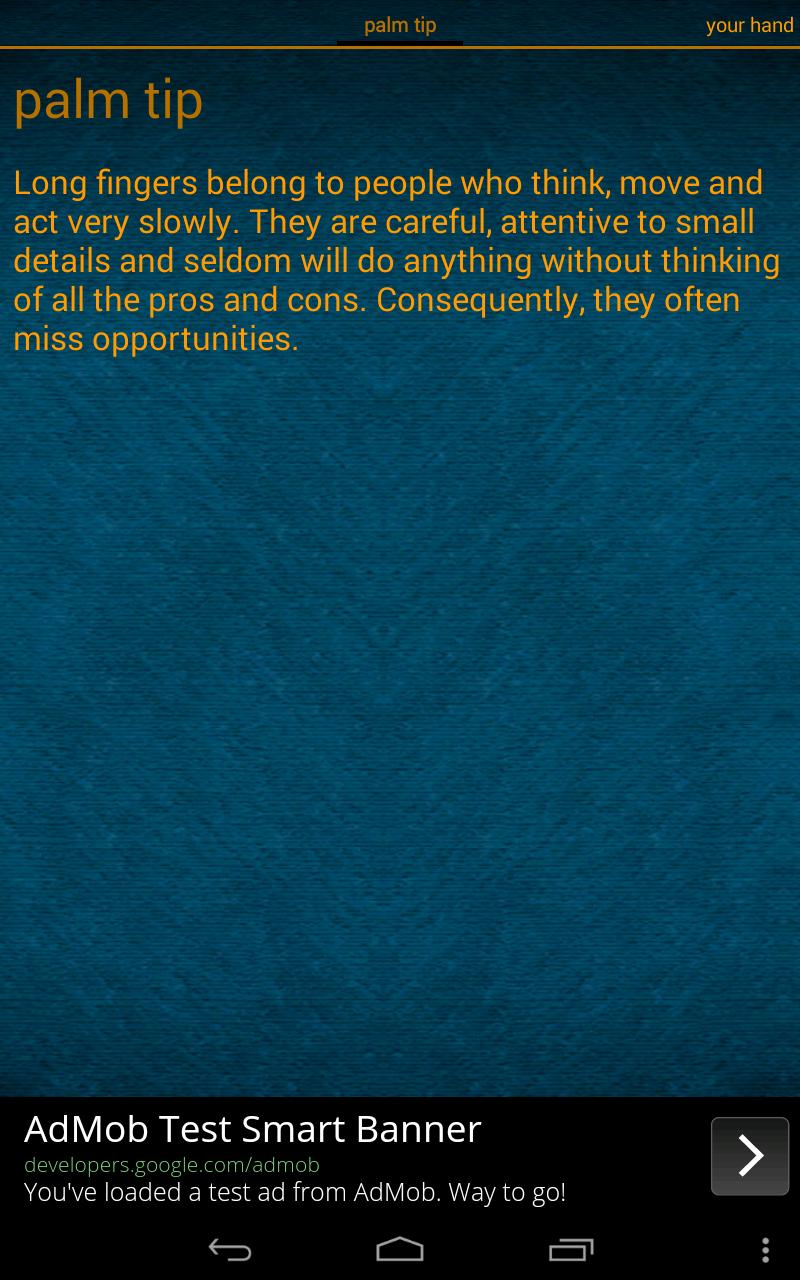 palm tip
your hand
palm tip
Long fingers belong to people who think, move and
act very slowly. They are careful, attentive to small
details and seldom will do anything without thinking
of all the pros and cons. Consequently, they often
miss opportunities.
AdMob Test Smart Banner
developers.google.com/admob
You've loaded a test ad from AdMob. Way to go!